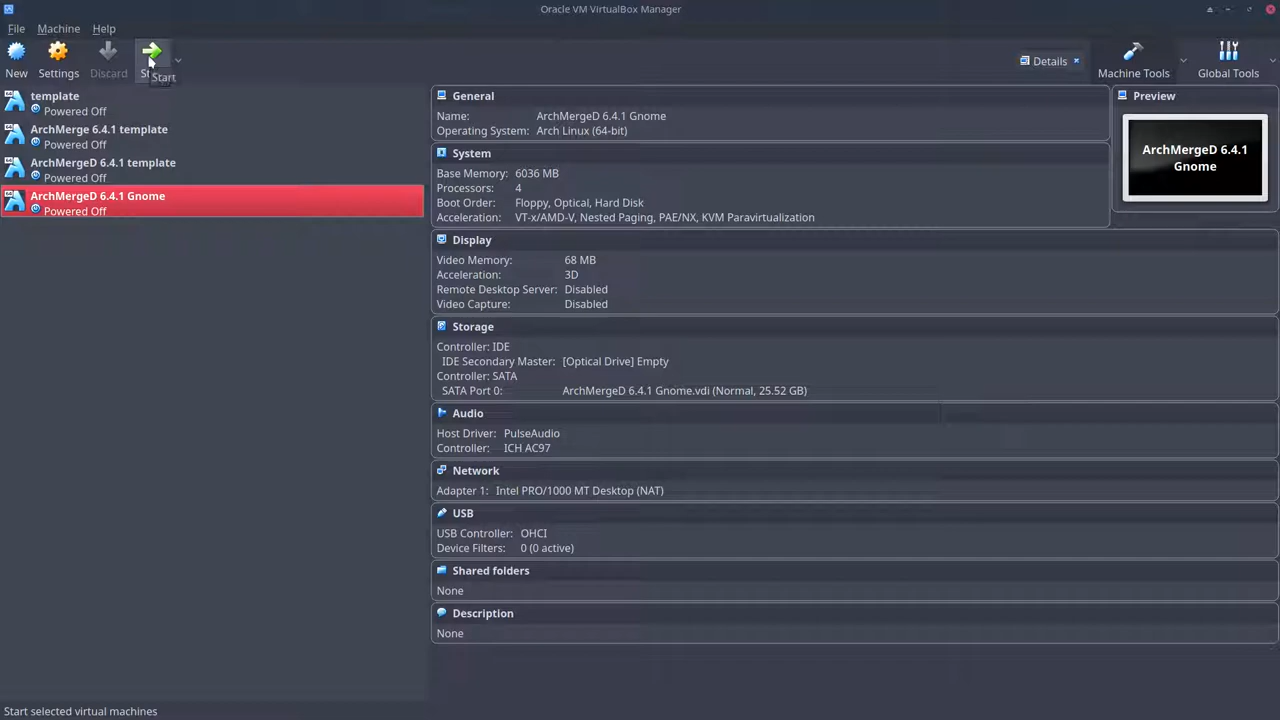 Oracle VM VirtualBox Manager
File Machine Help
New Settings Discard St
Start
Details
Machine Tools
Global Tools
template
Powered Off
ArchMerge 6.4.1 template
Powered Off
ArchMergeD 6.4.1 template
Powered Off
ArchMergeD 6.4.1 Gnome
Powered Off
General
Name: ArchMergeD 6.4.1 Gnome
Operating System: Arch Linux (64-bit)
System
Base Memory: 6036 MB
Processors: 4
Boot Order: Floppy, Optical, Hard Disk
Acceleration: VT-x/AMD-V, Nested Paging, PAE/NX, KVM Paravirtualization
Display
Video Memory: 68 MB
Acceleration: 3D
Remote Desktop Server: Disabled
Video Capture: Disabled
Storage
Controller: IDE
IDE Secondary Master: [Optical Drive] Empty
Controller: SATA
SATA Port 0: ArchMergeD 6.4.1 Gnome.vdi (Normal, 25.52 GB)
Audio
Host Driver: PulseAudio
Controller: ICH AC97
Network
Adapter 1: Intel PRO/1000 MT Desktop (NAT)
USB
USB Controller: OHCI
Device Filters: 0 (0 active)
Shared folders
None
Description
None
Preview
ArchMergeD 6.4.1
Gnome
Start selected virtual machines